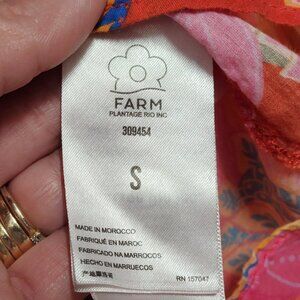 FARM
PLANTAGE RIO INC
309454
S
MADE IN MOROCCO
FABRIQUÉ EN MAROC
FABRICADO NA MARROCOS
HECHO EN MARRUECOS
RN 157047